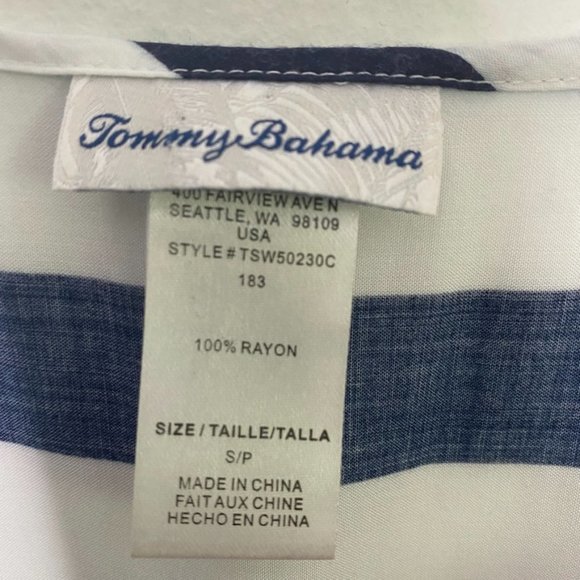 Tommy Bahama
400 FAIRVIEW AVE N
SEATTLE, WA 98109
USA
STYLE # TSW50230C
183
100% RAYON
SIZE / TAILLE/TALLA
S/P
MADE IN CHINA
FAIT AUX CHINE
HECHO EN CHINA